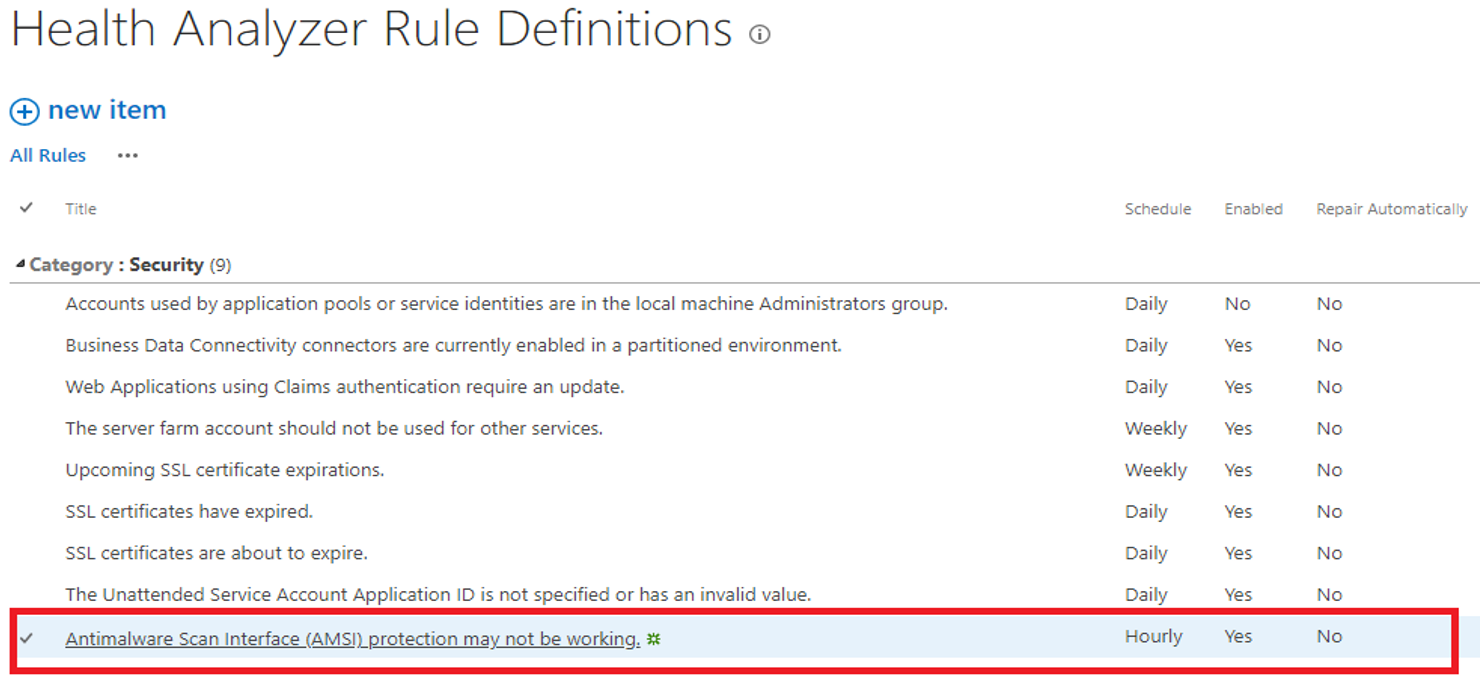 Health Analyzer Rule Definitions
new item
All Rules ...
Title Schedule Enabled Repair Automatically
Category : Security (9)
Accounts used by application pools or service identities are in the local machine Administrators group. Daily No No
Business Data Connectivity connectors are currently enabled in a partitioned environment. Daily Yes No
Web Applications using Claims authentication require an update. Daily Yes No
The server farm account should not be used for other services. Weekly Yes No
Upcoming SSL certificate expirations. Weekly Yes No
SSL certificates have expired. Daily Yes No
SSL certificates are about to expire. Daily Yes No
The Unattended Service Account Application ID is not specified or has an invalid value. Daily Yes No
Antimalware Scan Interface (AMSI) protection may not be working. Hourly Yes No